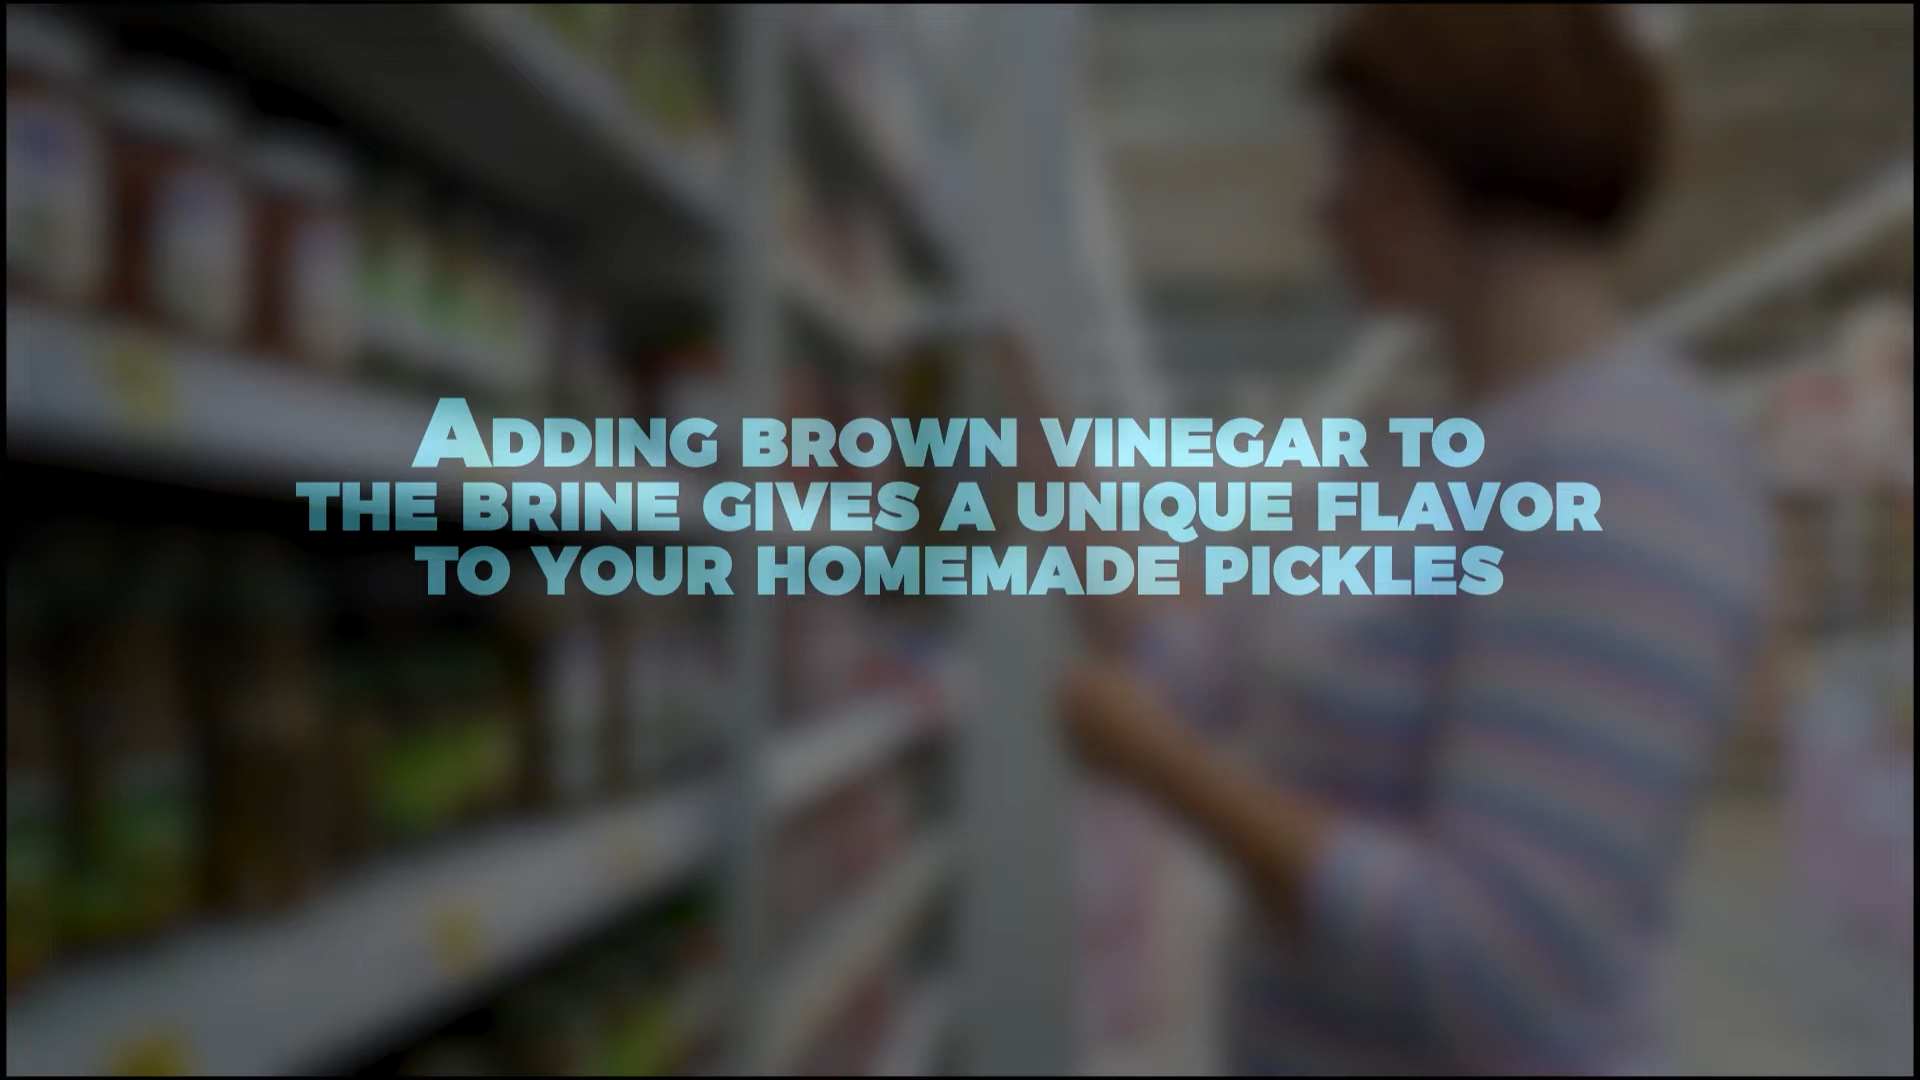 Adding brown vinegar to
the brine gives a unique flavor
to your homemade pickles